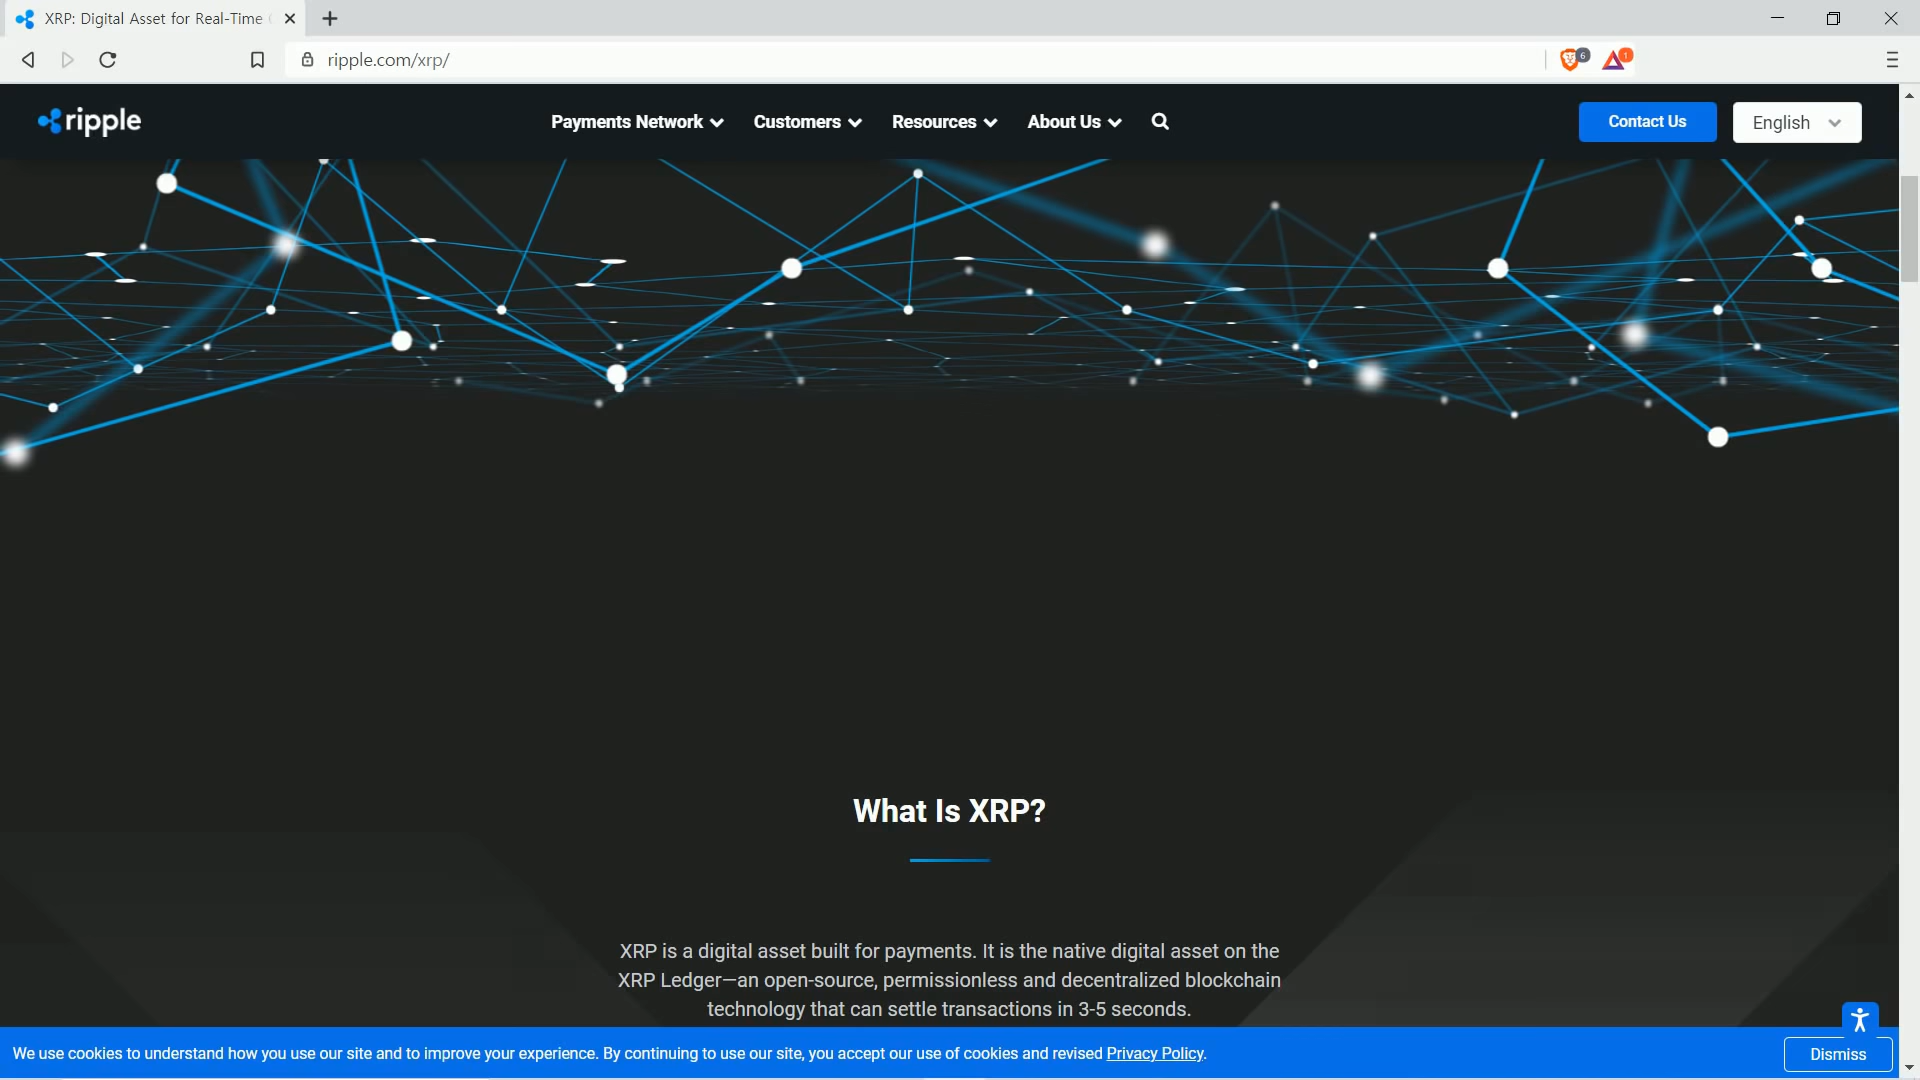 XRP: Digital Asset for Real-Time
ripple.com/xrp/
6
1
ripple
Payments Network
Customers
Resources
About Us
Contact Us
English
What Is XRP?
XRP is a digital asset built for payments. It is the native digital asset on the
XRP Ledger—an open-source, permissionless and decentralized blockchain
technology that can settle transactions in 3-5 seconds.
We use cookies to understand how you use our site and to improve your experience. By continuing to use our site, you accept our use of cookies and revised Privacy Policy.
Dismiss